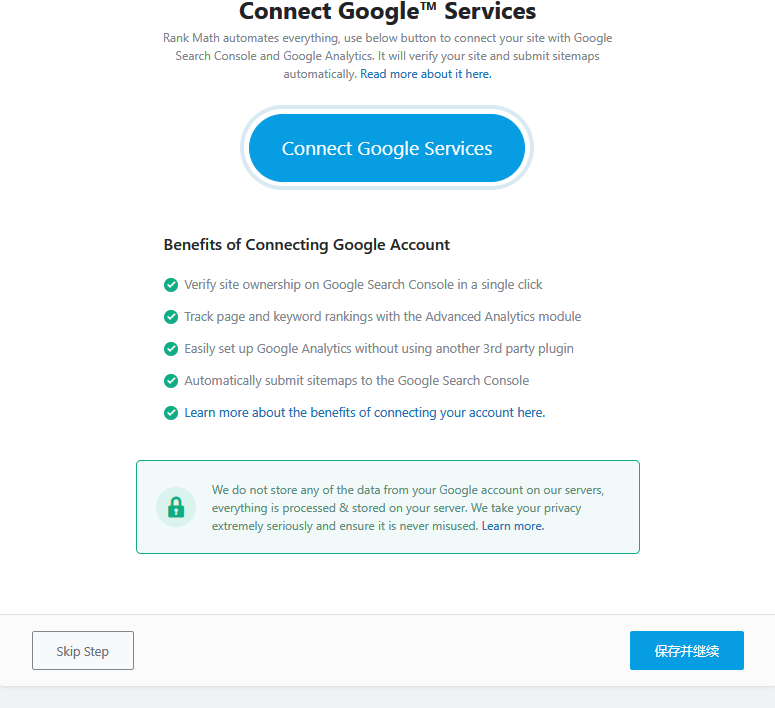 Connect Google™ Services
Rank Math automates everything, use below button to connect your site with Google
Search Console and Google Analytics. It will verify your site and submit sitemaps
automatically. Read more about it here.
Connect Google Services
Benefits of Connecting Google Account
Verify site ownership on Google Search Console in a single click
Track page and keyword rankings with the Advanced Analytics module
Easily set up Google Analytics without using another 3rd party plugin
Automatically submit sitemaps to the Google Search Console
Learn more about the benefits of connecting your account here.
We do not store any of the data from your Google account on our servers,
everything is processed & stored on your server. We take your privacy
extremely seriously and ensure it is never misused. Learn more.
Skip Step
保存并继续